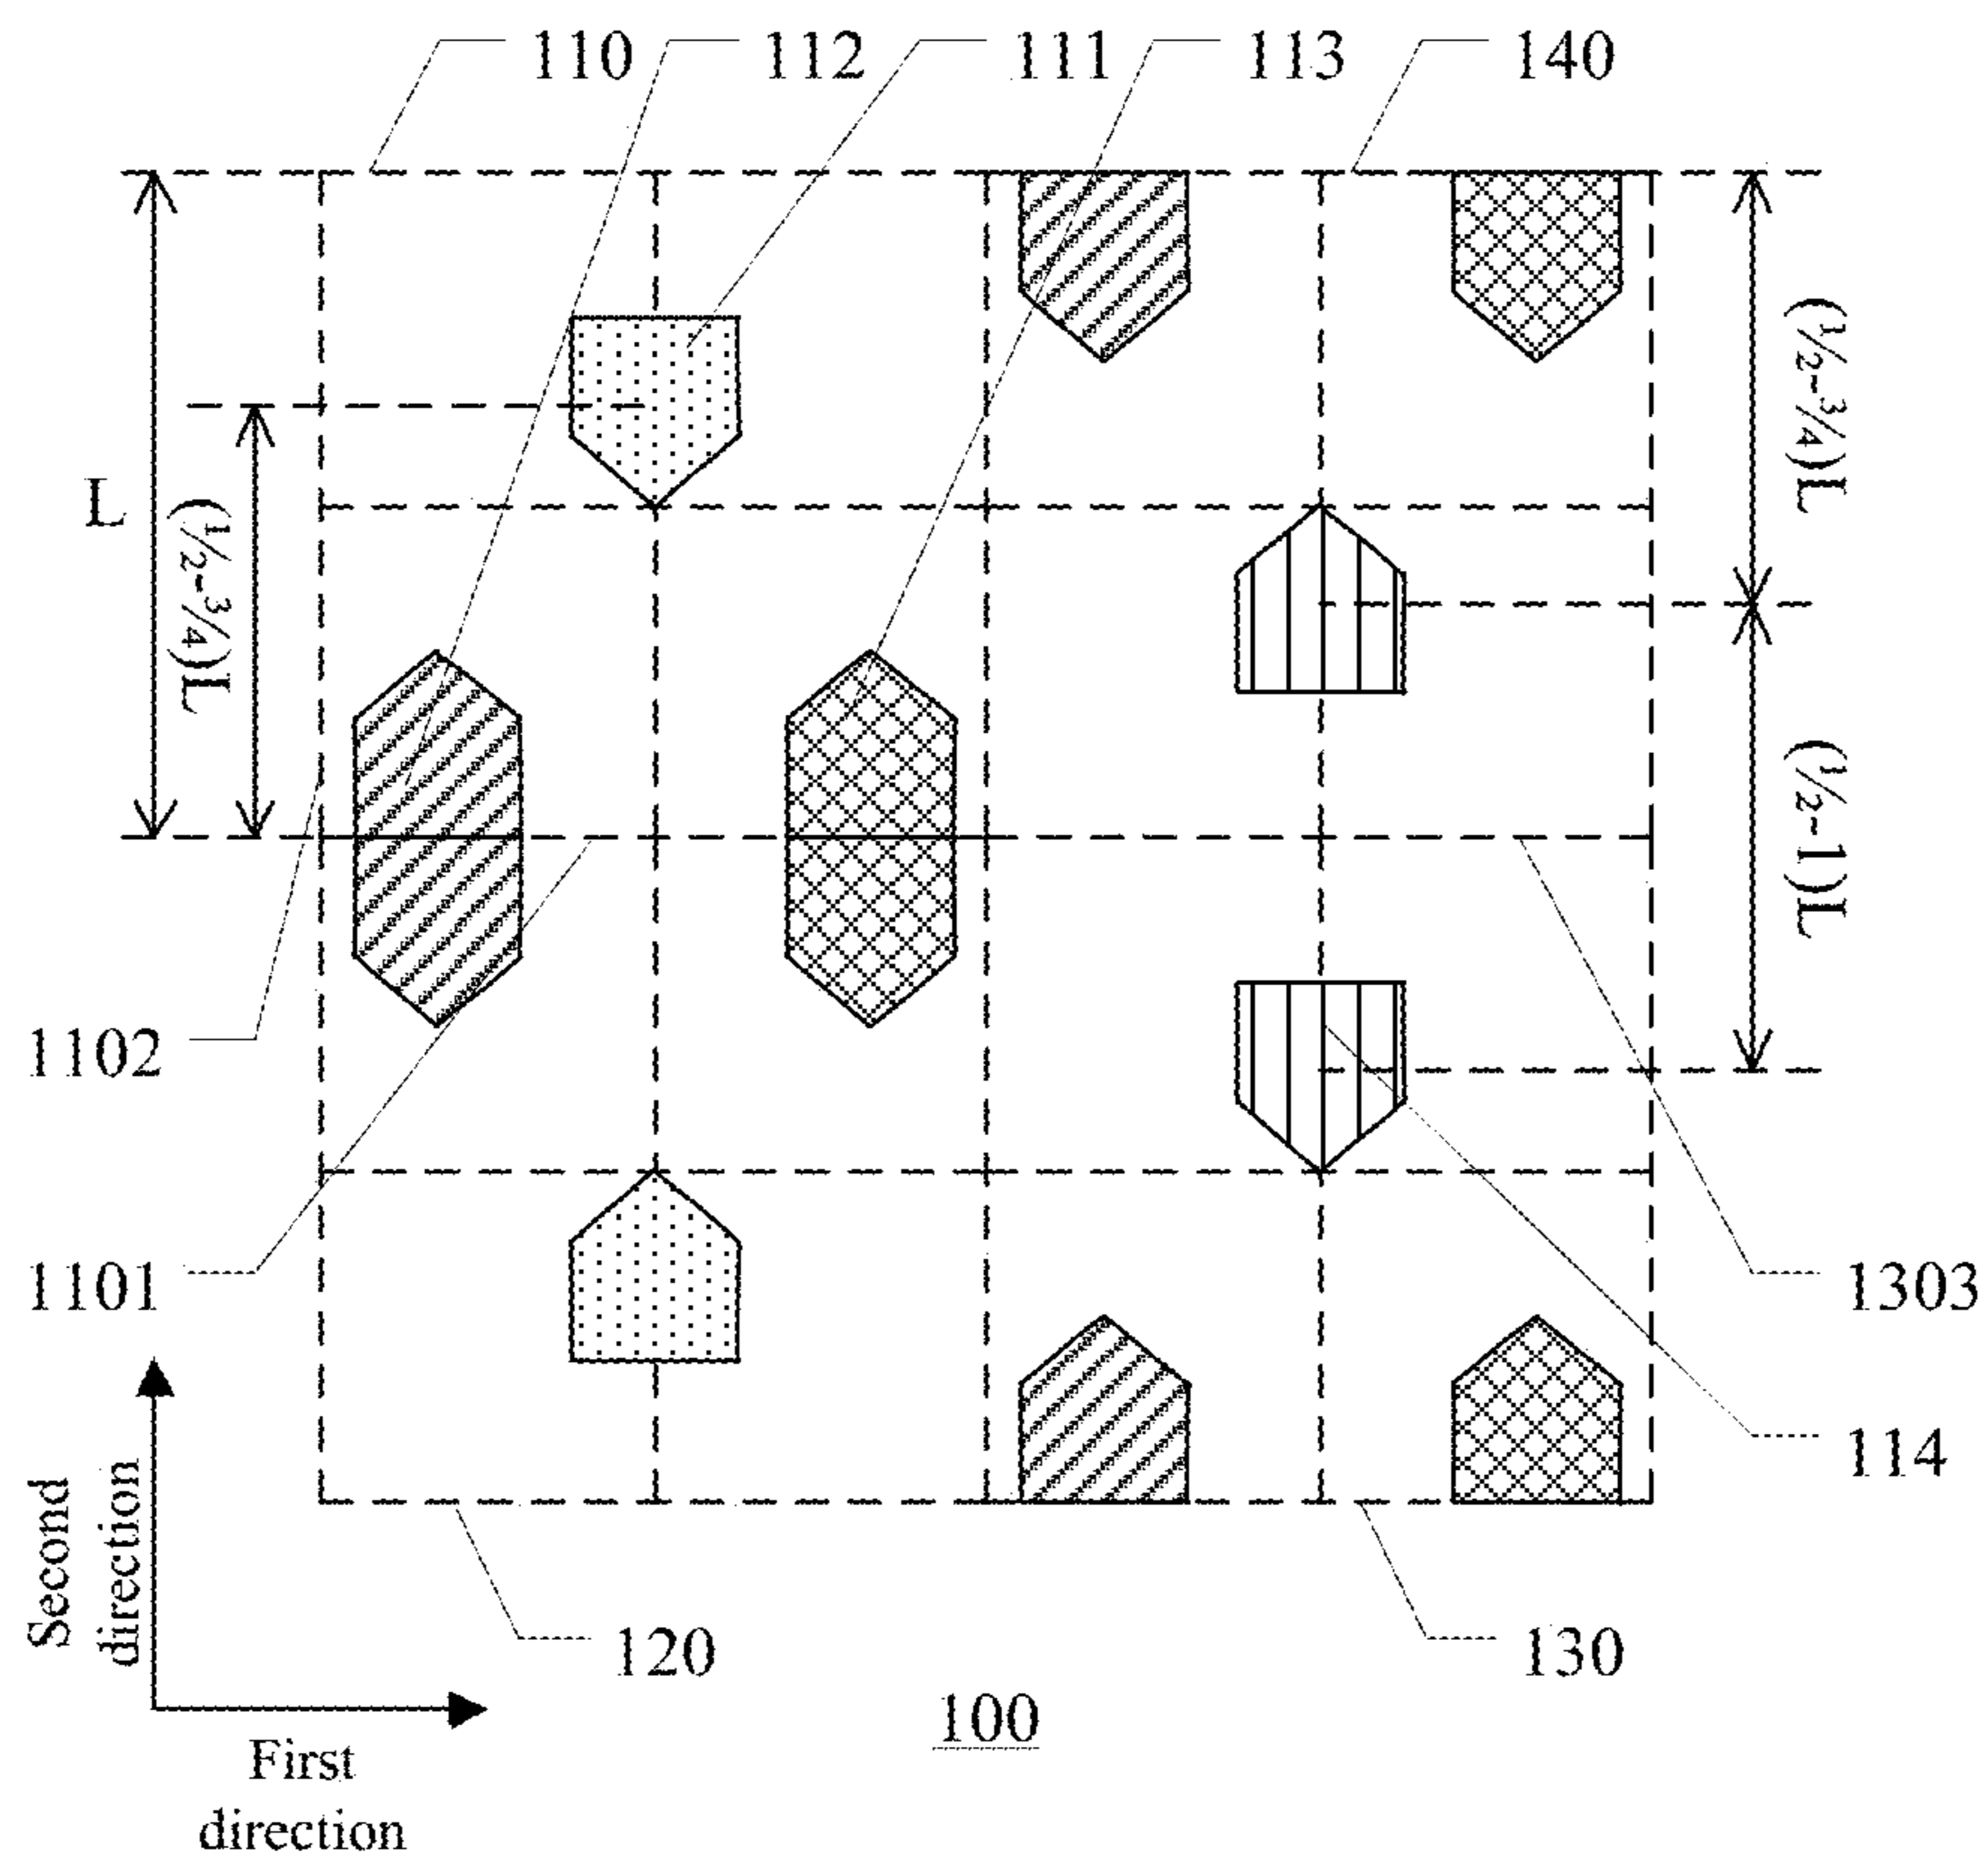 110
112
111
113
140
L
(½-¾)L
(½-¾)L
(½-1)L
1102
1101
1303
114
Second
direction
First
direction
120
130
100